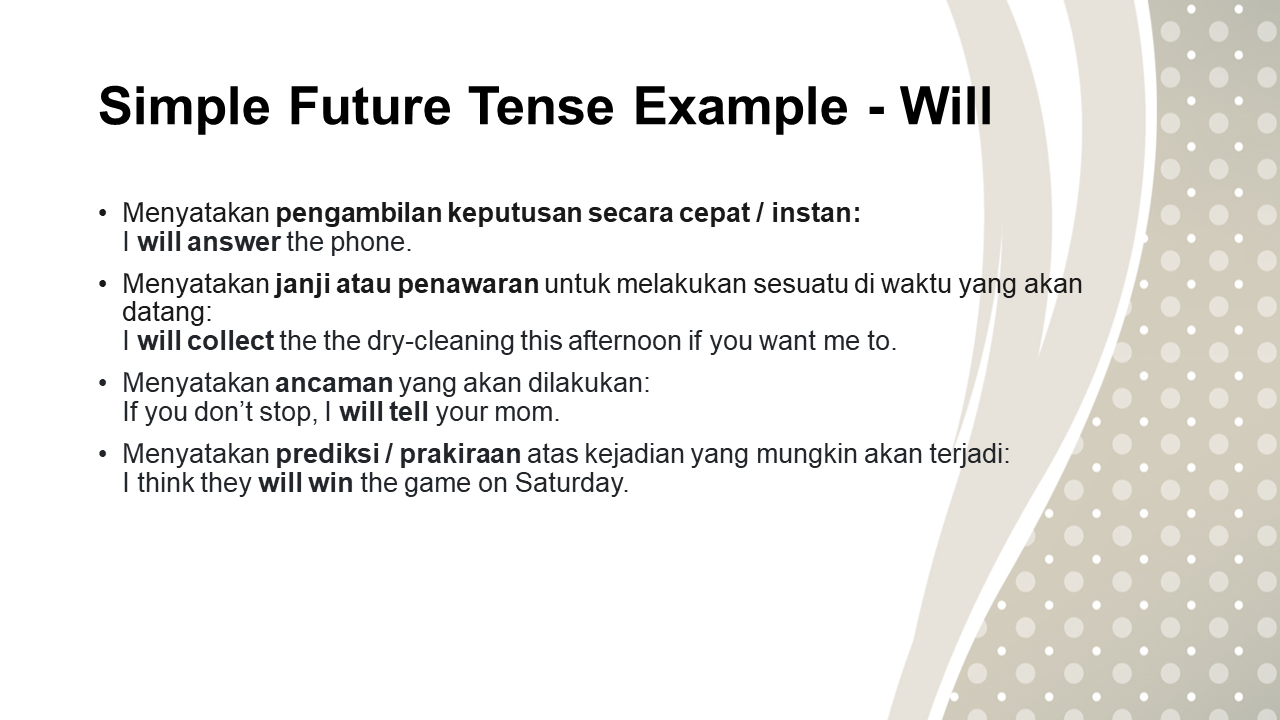 Simple Future Tense Example - Will
• Menyatakan pengambilan keputusan secara cepat / instan:
I will answer the phone.
• Menyatakan janji atau penawaran untuk melakukan sesuatu di waktu yang akan
datang:
I will collect the the dry-cleaning this afternoon if you want me to.
• Menyatakan ancaman yang akan dilakukan:
If you don’t stop, I will tell your mom.
• Menyatakan prediksi / prakiraan atas kejadian yang mungkin akan terjadi:
I think they will win the game on Saturday.